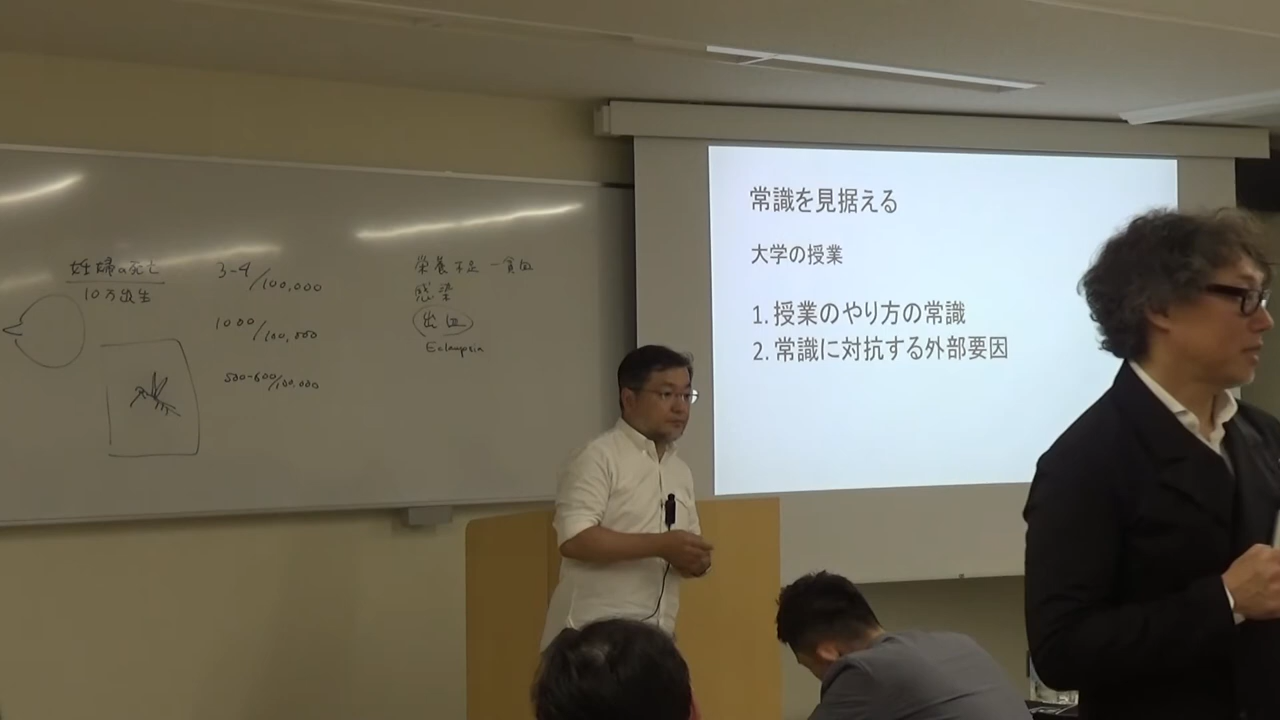 妊婦の死亡
10万出生
3-4/100,000
1000/100,000
500-600/100,000
栄養不足 - 貧血
感染
出血
Eclampsia
常識を見据える
大学の授業
1. 授業のやり方の常識
2. 常識に対抗する外部要因